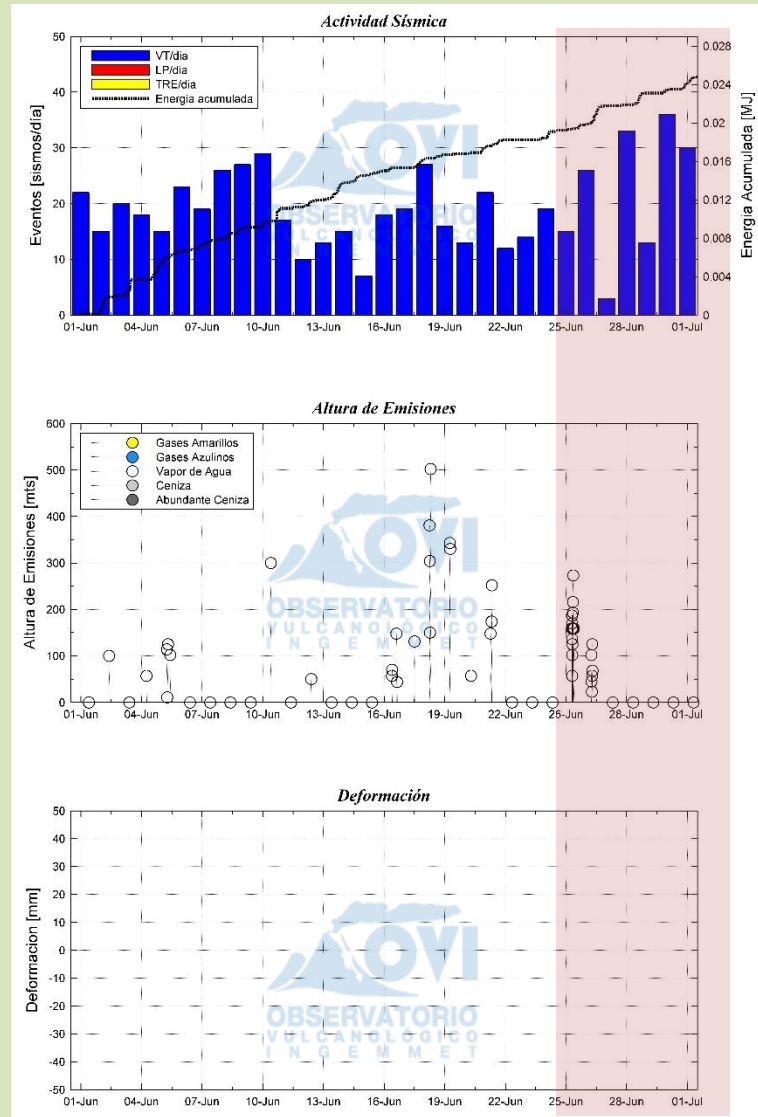 Actividad Sísmica
50
40
30
20
10
0
Eventos [sismos/día]
VT/dia
LP/dia
TRE/dia
Energia acumulada
0.028
0.024
0.02
0.016
0.012
0.008
0.004
0
Energia Acumulada [MJ]
OVI
OBSERVATORIO
VULCANOLÓGICO
INGEMMET
01-Jun 04-Jun 07-Jun 10-Jun 13-Jun 16-Jun 19-Jun 22-Jun 25-Jun 28-Jun 01-Jul
Altura de Emisiones
600
500
400
300
200
100
0
Altura de Emisiones [mts]
Gases Amarillos
Gases Azulinos
Vapor de Agua
Ceniza
Abundante Ceniza
OVI
OBSERVATORIO
VULCANOLÓGICO
INGEMMET
01-Jun 04-Jun 07-Jun 10-Jun 13-Jun 16-Jun 19-Jun 22-Jun 25-Jun 28-Jun 01-Jul
Deformación
50
40
30
20
10
0
-10
-20
-30
-40
-50
Deformacion [mm]
OVI
OBSERVATORIO
VULCANOLÓGICO
INGEMMET
01-Jun 04-Jun 07-Jun 10-Jun 13-Jun 16-Jun 19-Jun 22-Jun 25-Jun 28-Jun 01-Jul